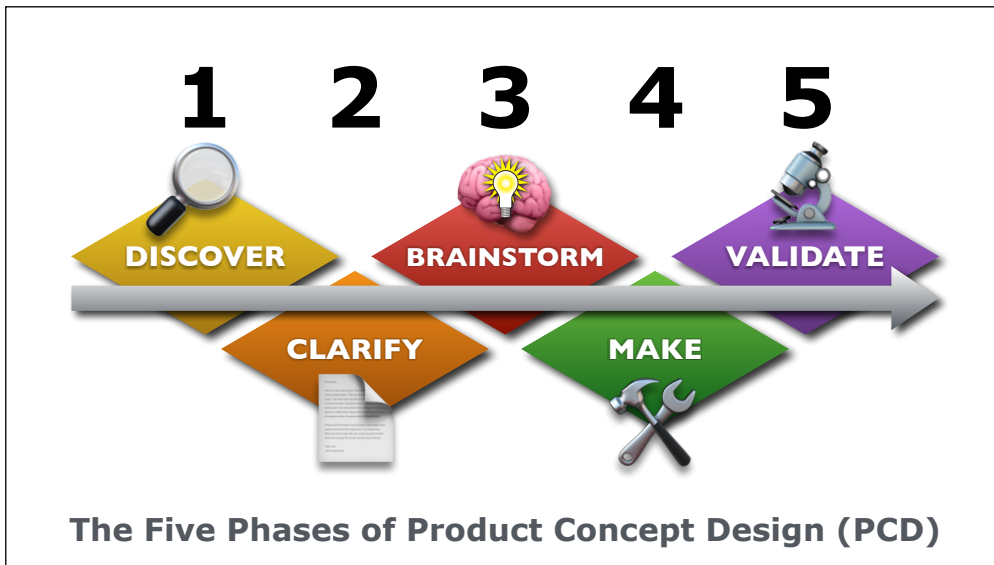 1 2 3 4 5
DISCOVER BRAINSTORM VALIDATE
CLARIFY MAKE
The Five Phases of Product Concept Design (PCD)